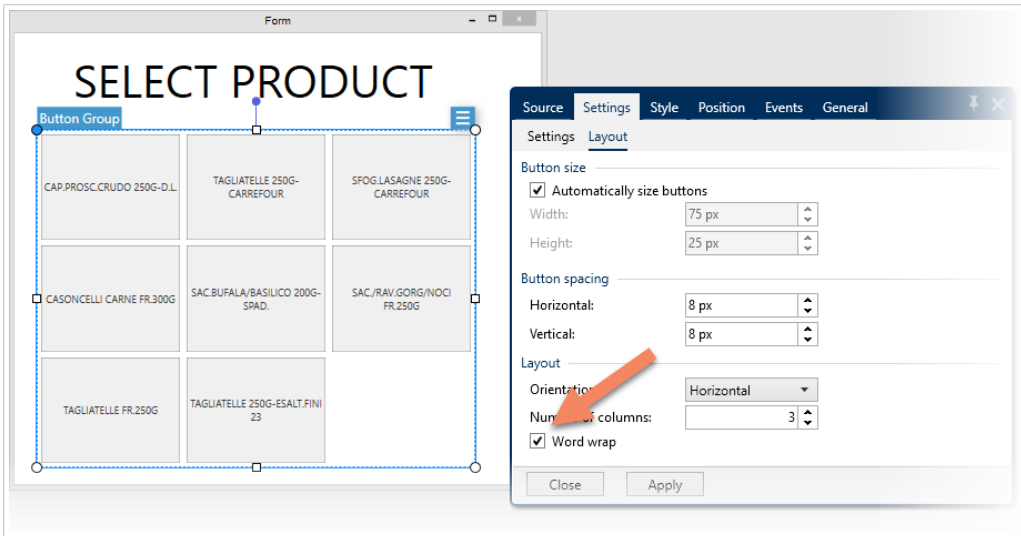 Form
SELECT PRODUCT
Button Group
CAP.PROSC.CRUDO 250G-D.L.
TAGLIATELLE 250G-
CARREFOUR
SFOG.LASAGNE 250G-
CARREFOUR
CASONCELLI CARNE FR.300G
SAC.BUFALA/BASILICO 200G-
SPAD.
SAC./RAV.GORG/NOCI
FR.250G
TAGLIATELLE FR.250G
TAGLIATELLE 250G-ESALT.FINI
23
Source Settings Style Position Events General
Settings Layout
Button size
Automatically size buttons
Width: 75 px
Height: 25 px
Button spacing
Horizontal: 8 px
Vertical: 8 px
Layout
Orientation: Horizontal
Number of columns: 3
Word wrap
Close Apply